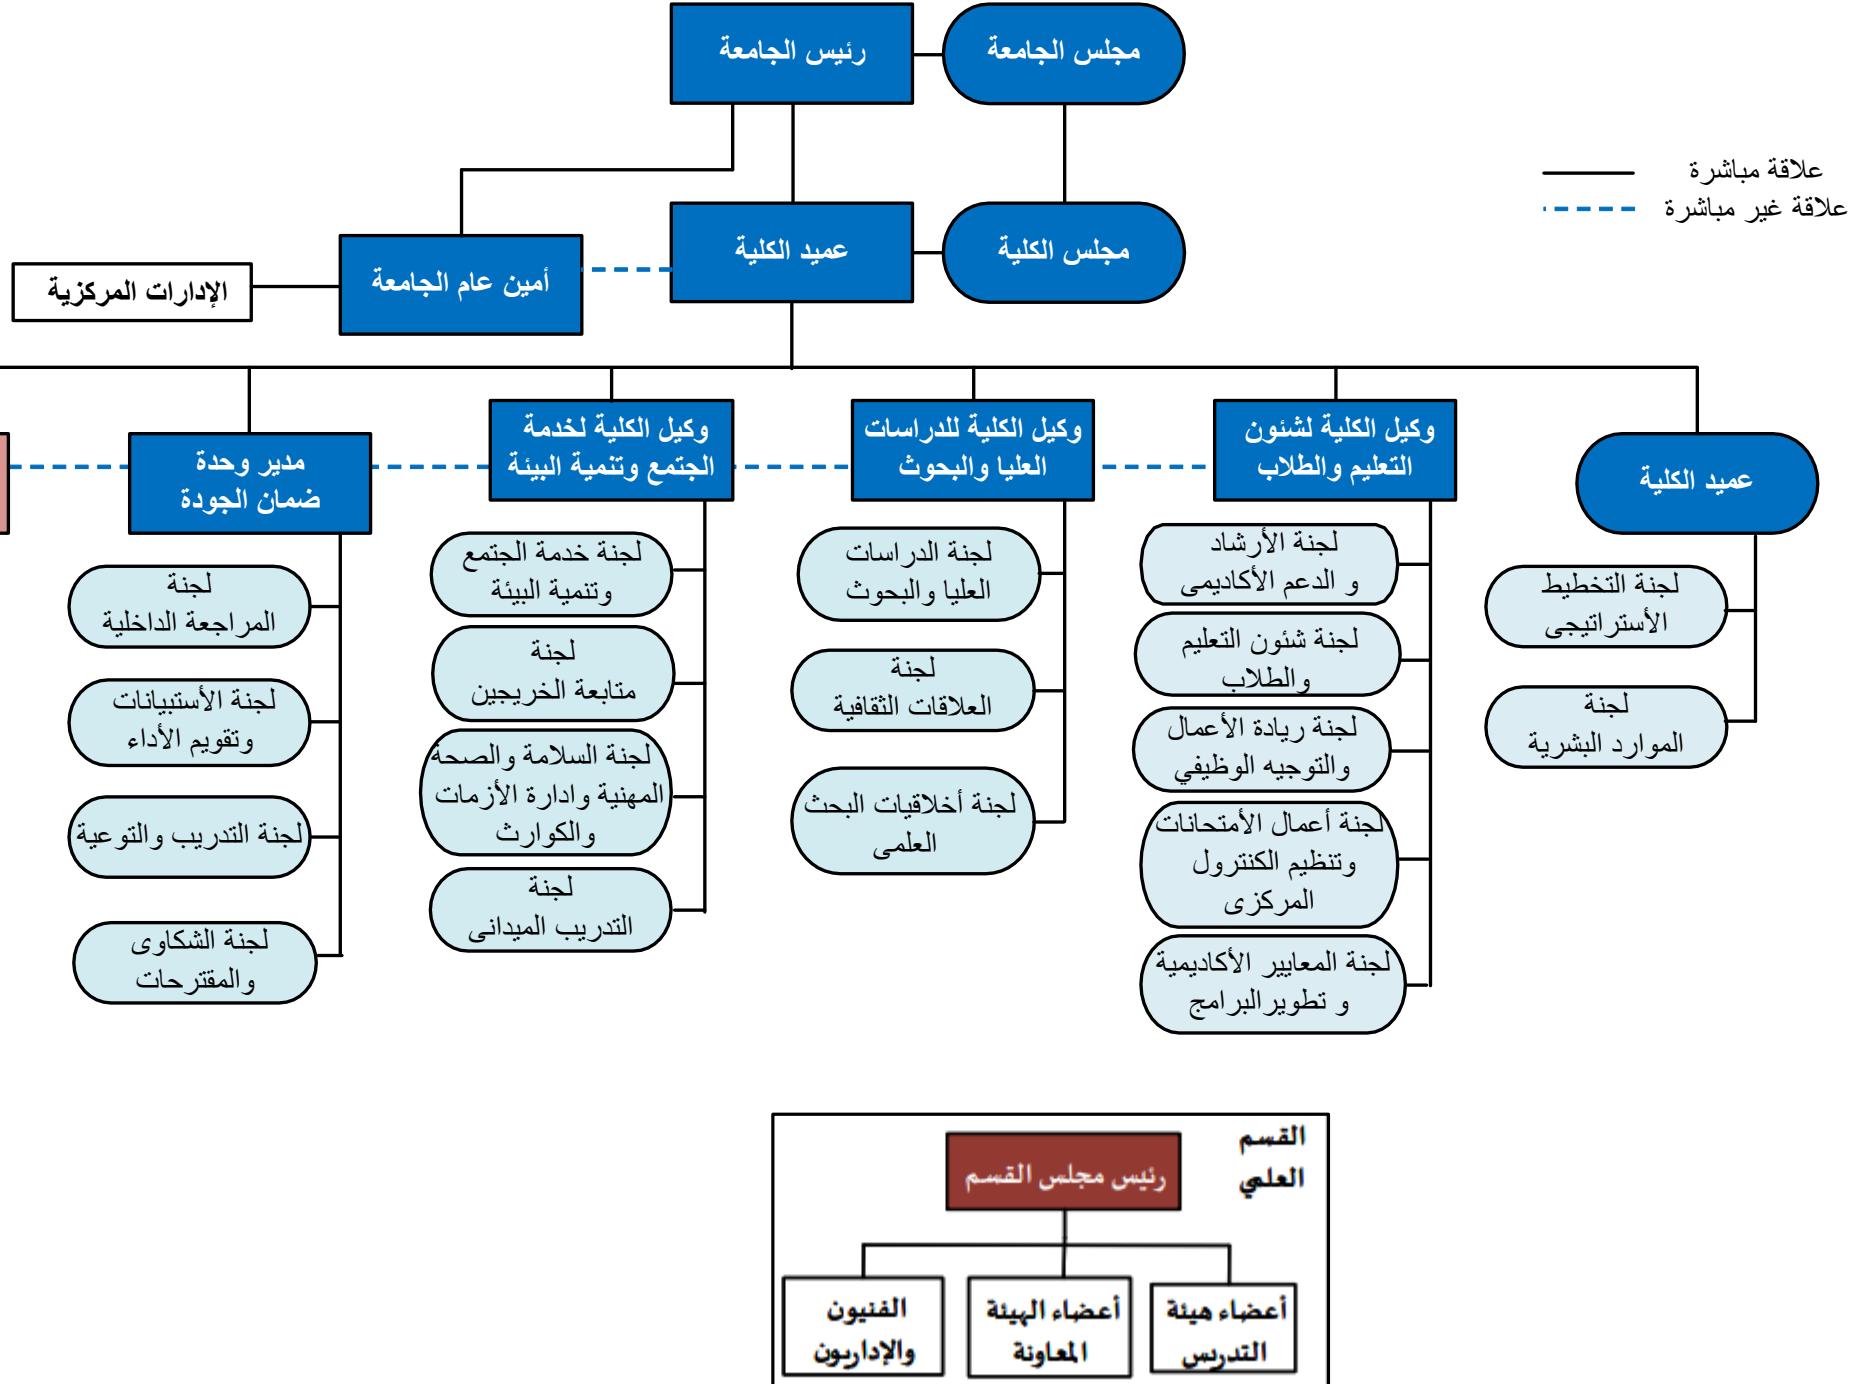 مجلس الجامعة
رئيس الجامعة
علاقة مباشرة
علاقة غير مباشرة
مجلس الكلية
عميد الكلية
أمين عام الجامعة
الإدارات المركزية
عميد الكلية
لجنة التخطيط
الأستراتيجى
لجنة
الموارد البشرية
وكيل الكلية لشئون
التعليم والطلاب
لجنة الأرشاد
و الدعم الأكاديمى
لجنة شئون التعليم
والطلاب
لجنة ريادة الأعمال
والتوجيه الوظيفي
لجنة أعمال الأمتحانات
وتنظيم الكنترول
المركزى
لجنة المعايير الأكاديمية
و تطويرالبرامج
وكيل الكلية للدراسات
العليا والبحوث
لجنة الدراسات
العليا والبحوث
لجنة
العلاقات الثقافية
لجنة أخلاقيات البحث
العلمى
وكيل الكلية لخدمة
الجتمع وتنمية البيئة
لجنة خدمة الجتمع
وتنمية البيئة
لجنة
متابعة الخريجين
لجنة السلامة والصحة
المهنية وادارة الأزمات
والكوارث
لجنة
التدريب الميدانى
مدير وحدة
ضمان الجودة
لجنة
المراجعة الداخلية
لجنة الأستبيانات
وتقويم الأداء
لجنة التدريب والتوعية
لجنة الشكاوى
والمقترحات
القسم
العلمي
رئيس مجلس القسم
أعضاء هيئة
التدريس
أعضاء الهيئة
المعاونة
الفنيون
والإداريون